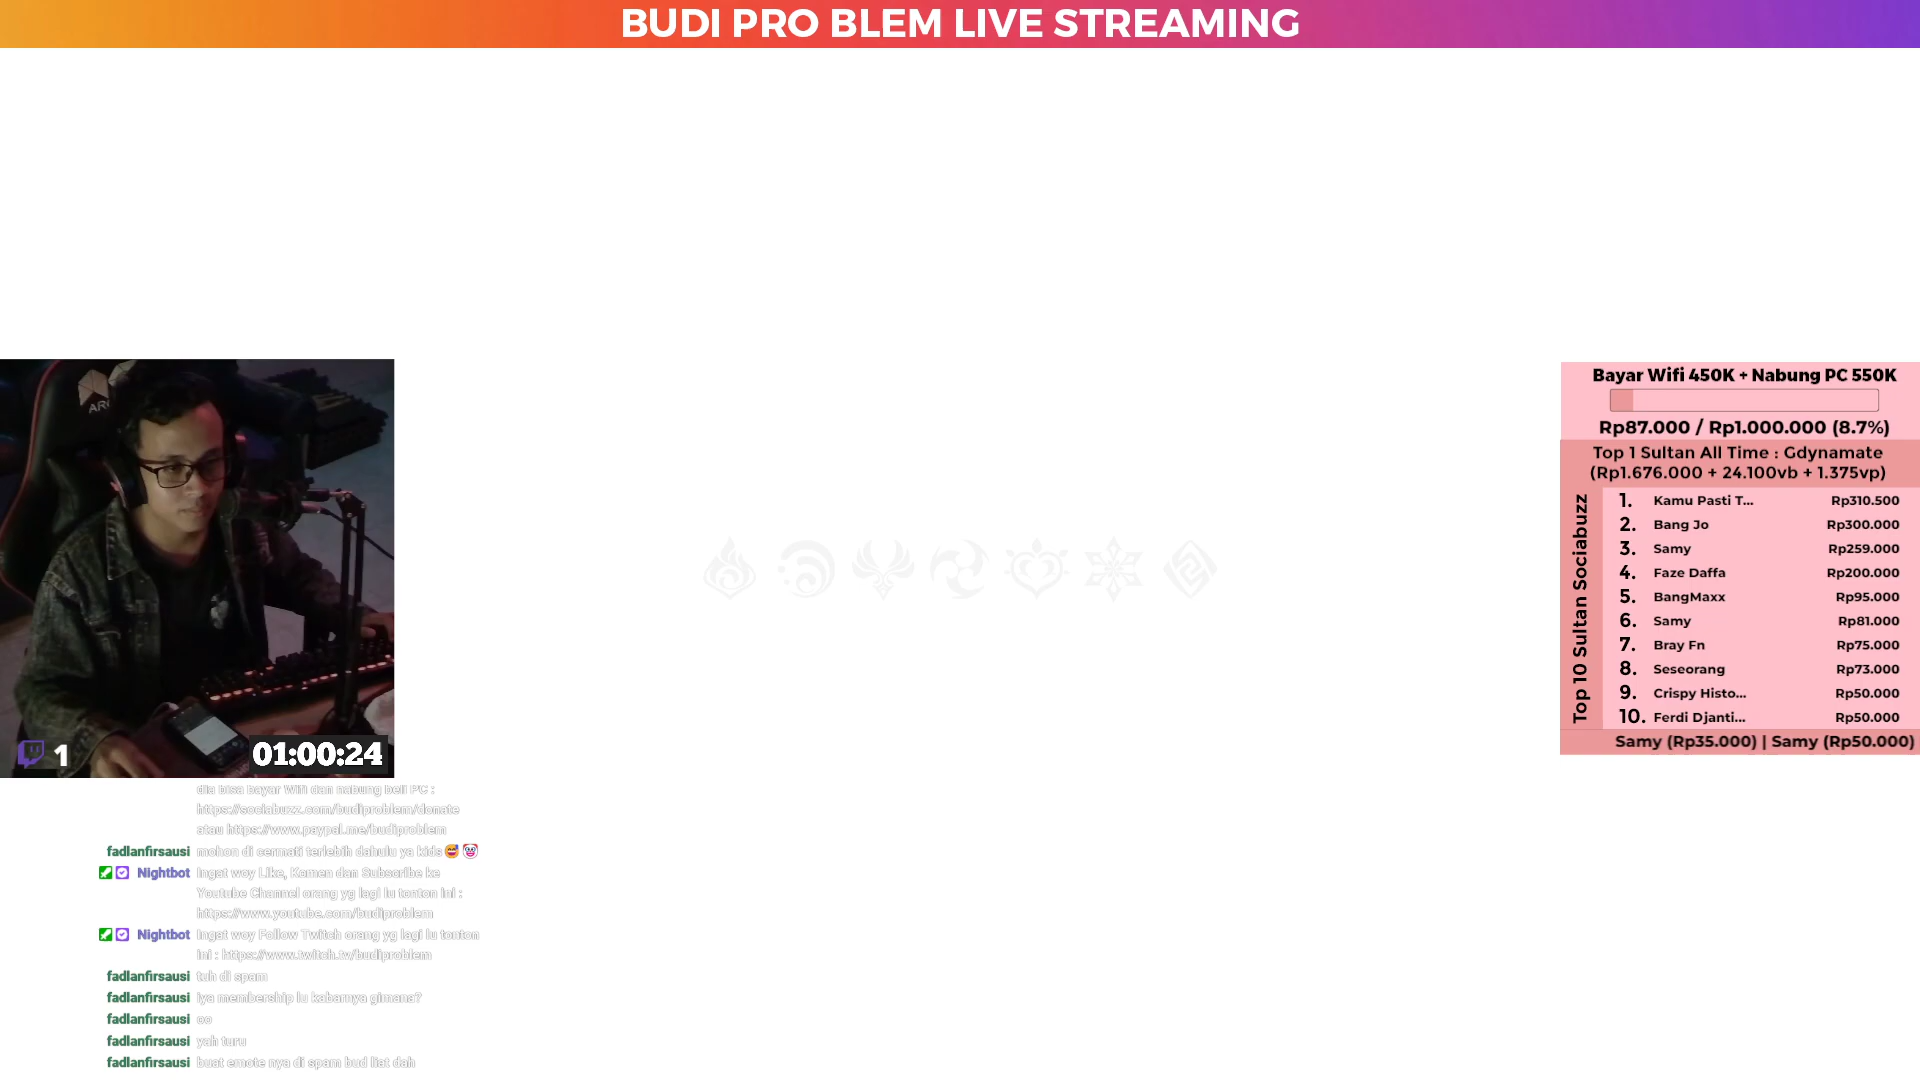 BUDI PRO BLEM LIVE STREAMING
AR
1
01:00:24
dia bisa bayar Wifi dan nabung beli PC :
https://sociabuzz.com/budiproblem/donate
atau https://www.paypal.me/budiproblem
fadlanfirsausi mohon di cermati terlebih dahulu ya kids😅🤡
Nightbot Ingat woy Like, Komen dan Subscribe ke
Youtube Channel orang yg lagi lu tonton ini :
https://www.youtube.com/budiproblem
Nightbot Ingat woy Follow Twitch orang yg lagi lu tonton
ini : https://www.twitch.tv/budiproblem
fadlanfirsausi tuh di spam
fadlanfirsausi iya membership lu kabarnya gimana?
fadlanfirsausi oo
fadlanfirsausi yah turu
fadlanfirsausi buat emote nya di spam bud liat dah
Bayar Wifi 450K + Nabung PC 550K
Rp87.000 / Rp1.000.000 (8.7%)
Top 1 Sultan All Time : Gdynamate
(Rp1.676.000 + 24.100vb + 1.375vp)
Top 10 Sultan Sociabuzz
1. Kamu Pasti T... Rp310.500
2. Bang Jo Rp300.000
3. Samy Rp259.000
4. Faze Daffa Rp200.000
5. BangMaxx Rp95.000
6. Samy Rp81.000
7. Bray Fn Rp75.000
8. Seseorang Rp73.000
9. Crispy Histo... Rp50.000
10. Ferdi Djanti... Rp50.000
Samy (Rp35.000) | Samy (Rp50.000)